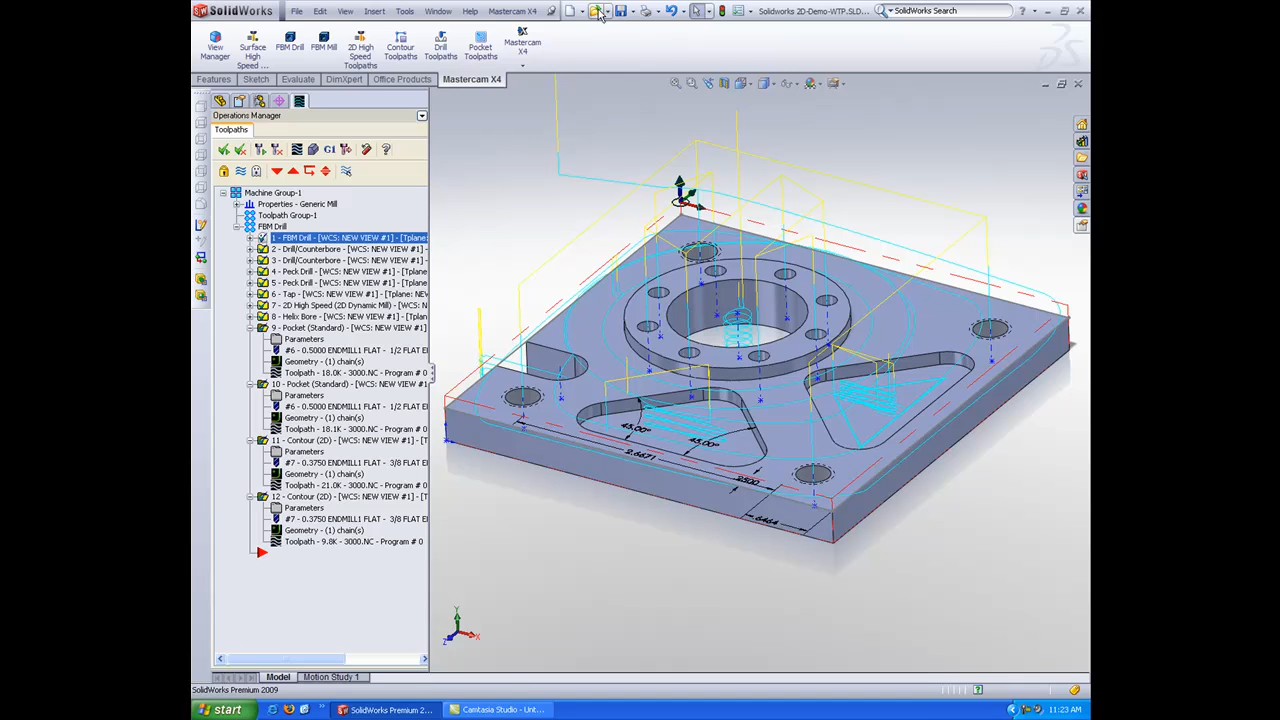 SolidWorks
File
Edit
View
Insert
Tools
Window
Help
Mastercam X4
Solidworks 2D-Demo-WTP.SLD...
SolidWorks Search
View Manager
Surface High Speed ...
FBM Drill
FBM Mill
2D High Speed Toolpaths
Contour Toolpaths
Drill Toolpaths
Pocket Toolpaths
Mastercam X4
Features
Sketch
Evaluate
DimXpert
Office Products
Mastercam X4
Operations Manager
Toolpaths
G1
Machine Group-1
Properties - Generic Mill
Toolpath Group-1
FBM Drill
1 - FBM Drill - [WCS: NEW VIEW #1] - [Tplane:
2 - Drill/Counterbore - [WCS: NEW VIEW #1]
3 - Drill/Counterbore - [WCS: NEW VIEW #1]
4 - Peck Drill - [WCS: NEW VIEW #1] - [Tplane
5 - Peck Drill - [WCS: NEW VIEW #1] - [Tplane
6 - Tap - [WCS: NEW VIEW #1] - [Tplane: NEW
7 - 2D High Speed (2D Dynamic Mill) - [WCS:
8 - Helix Bore - [WCS: NEW VIEW #1] - [Tplane
9 - Pocket (Standard) - [WCS: NEW VIEW #1]
Parameters
#6 - 0.5000 ENDMILL1 FLAT - 1/2 FLAT E
Geometry - (1) chain(s)
Toolpath - 18.0K - 3000.NC - Program # 0
10 - Pocket (Standard) - [WCS: NEW VIEW #1]
Parameters
#6 - 0.5000 ENDMILL1 FLAT - 1/2 FLAT E
Geometry - (1) chain(s)
Toolpath - 18.1K - 3000.NC - Program # 0
11 - Contour (2D) - [WCS: NEW VIEW #1] - [T
Parameters
#7 - 0.3750 ENDMILL1 FLAT - 3/8 FLAT E
Geometry - (1) chain(s)
Toolpath - 21.0K - 3000.NC - Program # 0
12 - Contour (2D) - [WCS: NEW VIEW #1] - [T
Parameters
#7 - 0.3750 ENDMILL1 FLAT - 3/8 FLAT E
Geometry - (1) chain(s)
Toolpath - 9.8K - 3000.NC - Program # 0
45.00°
45.00°
2.6671
.2500
.6464
Y
X
Z
Model
Motion Study 1
SolidWorks Premium 2009
start
SolidWorks Premium 2...
Camtasia Studio - Unt...
11:23 AM